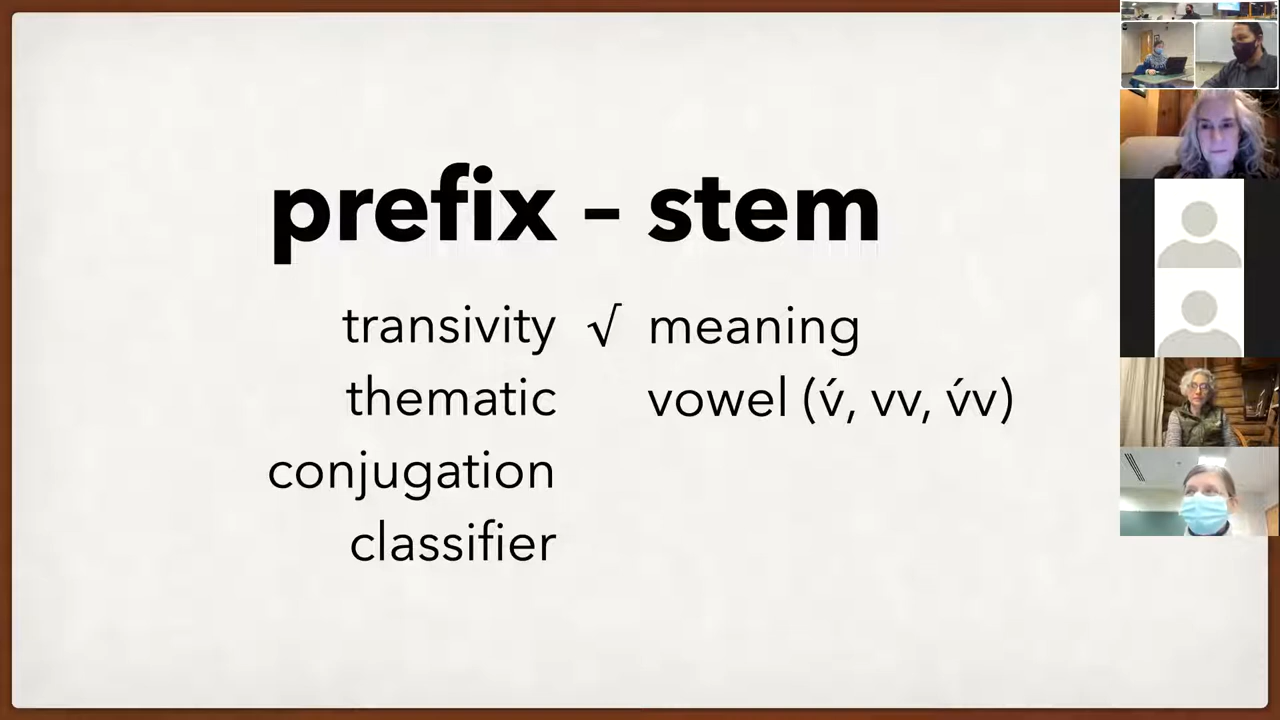 prefix – stem
transivity √ meaning
thematic vowel (v́, vv, v́v)
conjugation
classifier